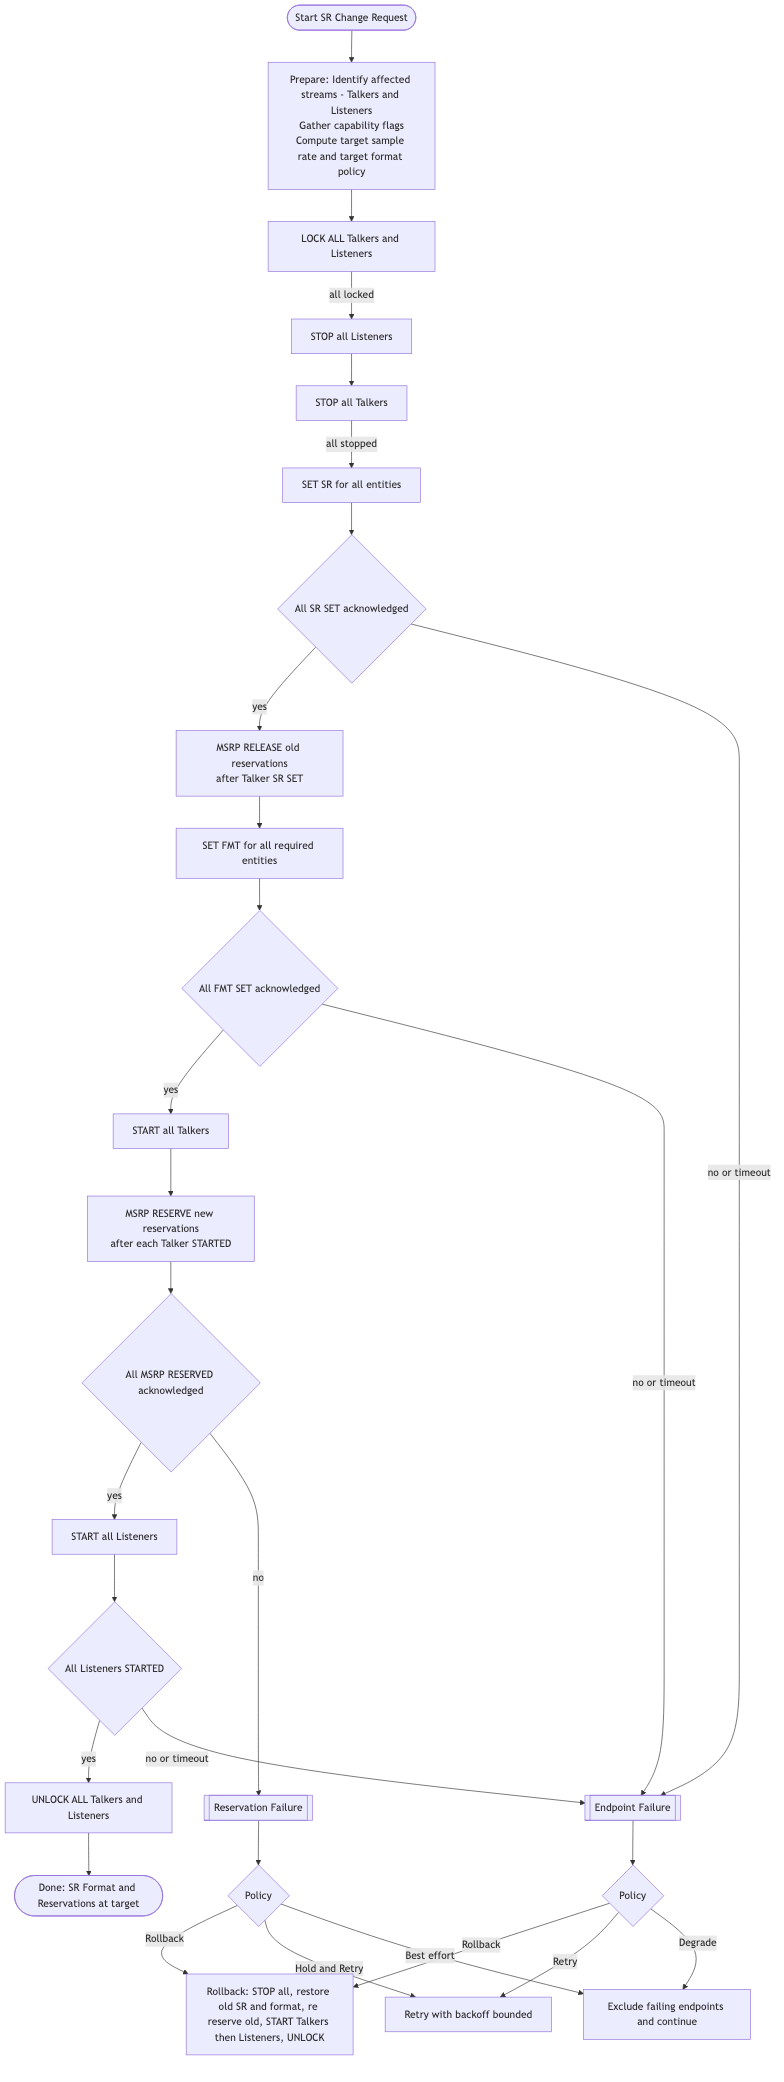 Start SR Change Request
Prepare: Identify affected
streams - Talkers and
Listeners
Gather capability flags
Compute target sample
rate and target format
policy
LOCK ALL Talkers and
Listeners
all locked
STOP all Listeners
STOP all Talkers
all stopped
SET SR for all entities
All SR SET acknowledged
yes
MSRP RELEASE old
reservations
after Talker SR SET
SET FMT for all required
entities
All FMT SET acknowledged
yes
START all Talkers
no or timeout
MSRP RESERVE new
reservations
after each Talker STARTED
All MSRP RESERVED
acknowledged
no or timeout
yes
START all Listeners
no
All Listeners STARTED
yes
no or timeout
UNLOCK ALL Talkers and
Listeners
Reservation Failure
Endpoint Failure
Done: SR Format and
Reservations at target
Policy
Policy
Rollback
Hold and Retry
Best effort
Rollback
Retry
Degrade
Rollback: STOP all, restore
old SR and format, re
reserve old, START Talkers
then Listeners, UNLOCK
Retry with backoff bounded
Exclude failing endpoints
and continue